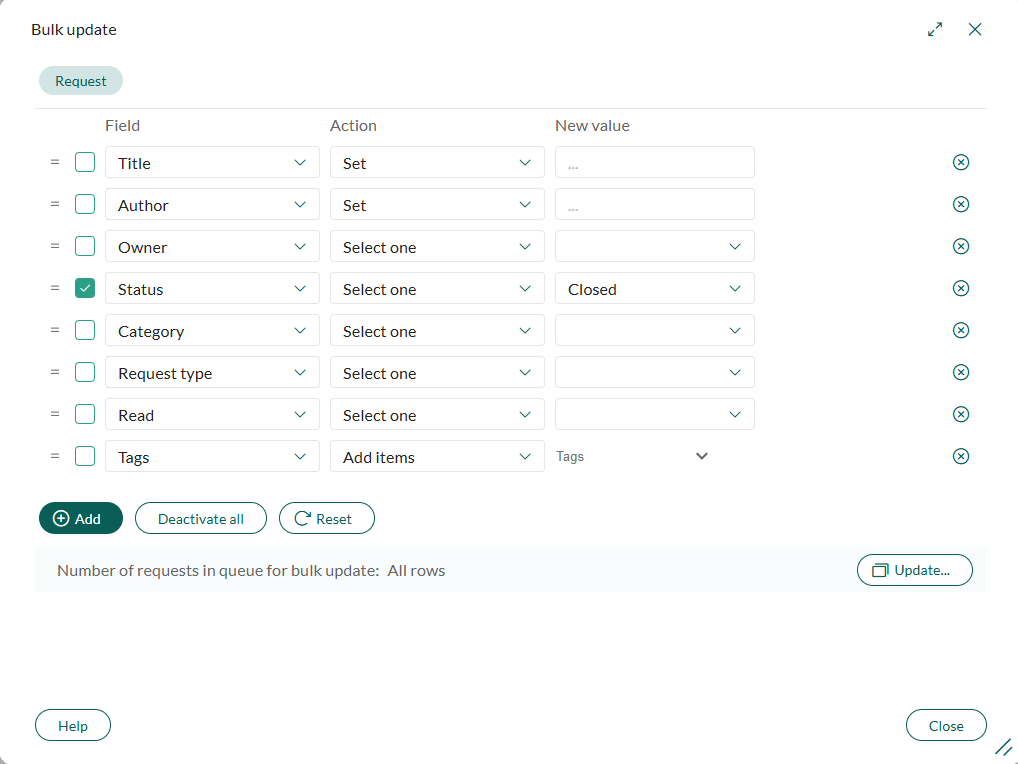 Bulk update
Request
Field Action New value
= Title Set ...
= Author Set ...
= Owner Select one
= Status Select one Closed
= Category Select one
= Request type Select one
= Read Select one
= Tags Add items Tags
Add Deactivate all Reset
Number of requests in queue for bulk update: All rows Update...
Help Close